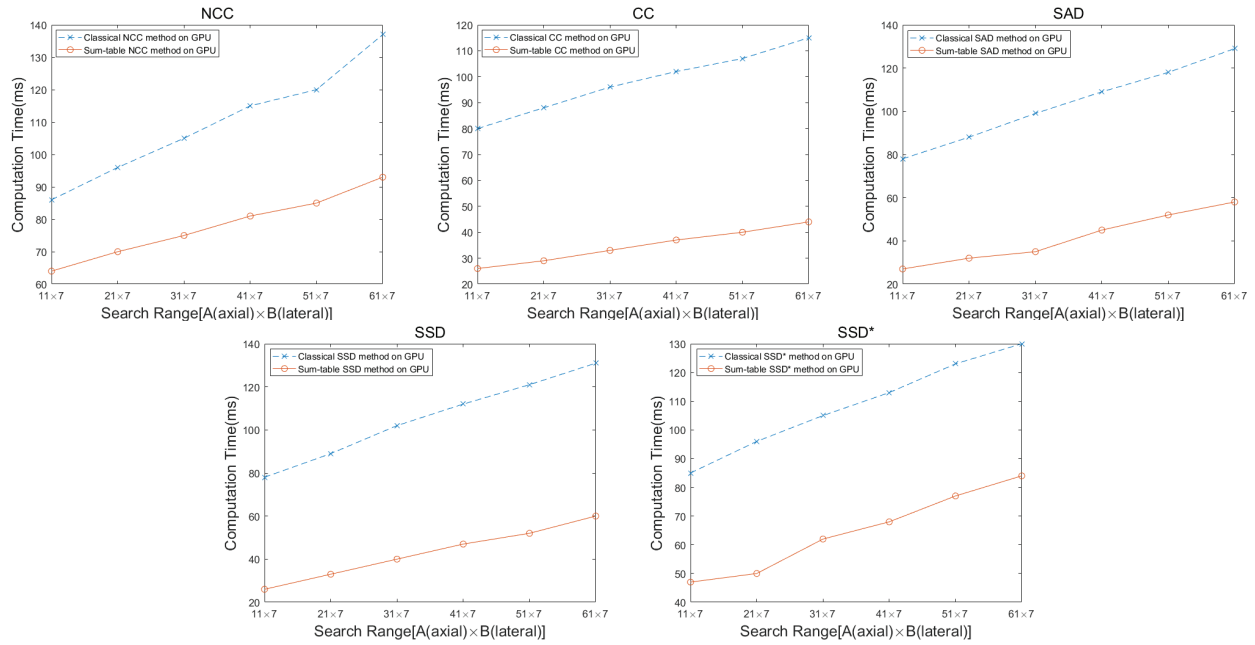 NCC
Classical NCC method on GPU
Sum-table NCC method on GPU
Computation Time(ms)
140
130
120
110
100
90
80
70
60
11×7 21×7 31×7 41×7 51×7 61×7
Search Range[A(axial)×B(lateral)]
CC
Classical CC method on GPU
Sum-table CC method on GPU
Computation Time(ms)
120
110
100
90
80
70
60
50
40
30
20
11×7 21×7 31×7 41×7 51×7 61×7
Search Range[A(axial)×B(lateral)]
SAD
Classical SAD method on GPU
Sum-table SAD method on GPU
Computation Time(ms)
140
120
100
80
60
40
20
11×7 21×7 31×7 41×7 51×7 61×7
Search Range[A(axial)×B(lateral)]
SSD
Classical SSD method on GPU
Sum-table SSD method on GPU
Computation Time(ms)
140
120
100
80
60
40
20
11×7 21×7 31×7 41×7 51×7 61×7
Search Range[A(axial)×B(lateral)]
SSD*
Classical SSD* method on GPU
Sum-table SSD* method on GPU
Computation Time(ms)
130
120
110
100
90
80
70
60
50
40
11×7 21×7 31×7 41×7 51×7 61×7
Search Range[A(axial)×B(lateral)]